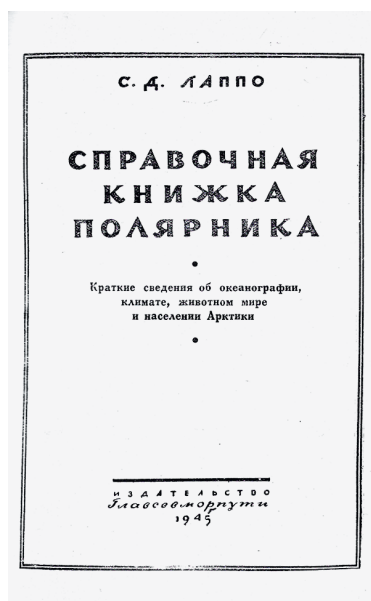 С. Д. ЛАППО
СПРАВОЧНАЯ
КНИЖКА
ПОЛЯРНИКА
Краткие сведения об океанографии,
климате, животном мире
и населении Арктики
ИЗДАТЕЛЬСТВО
Главсевморпути
1945